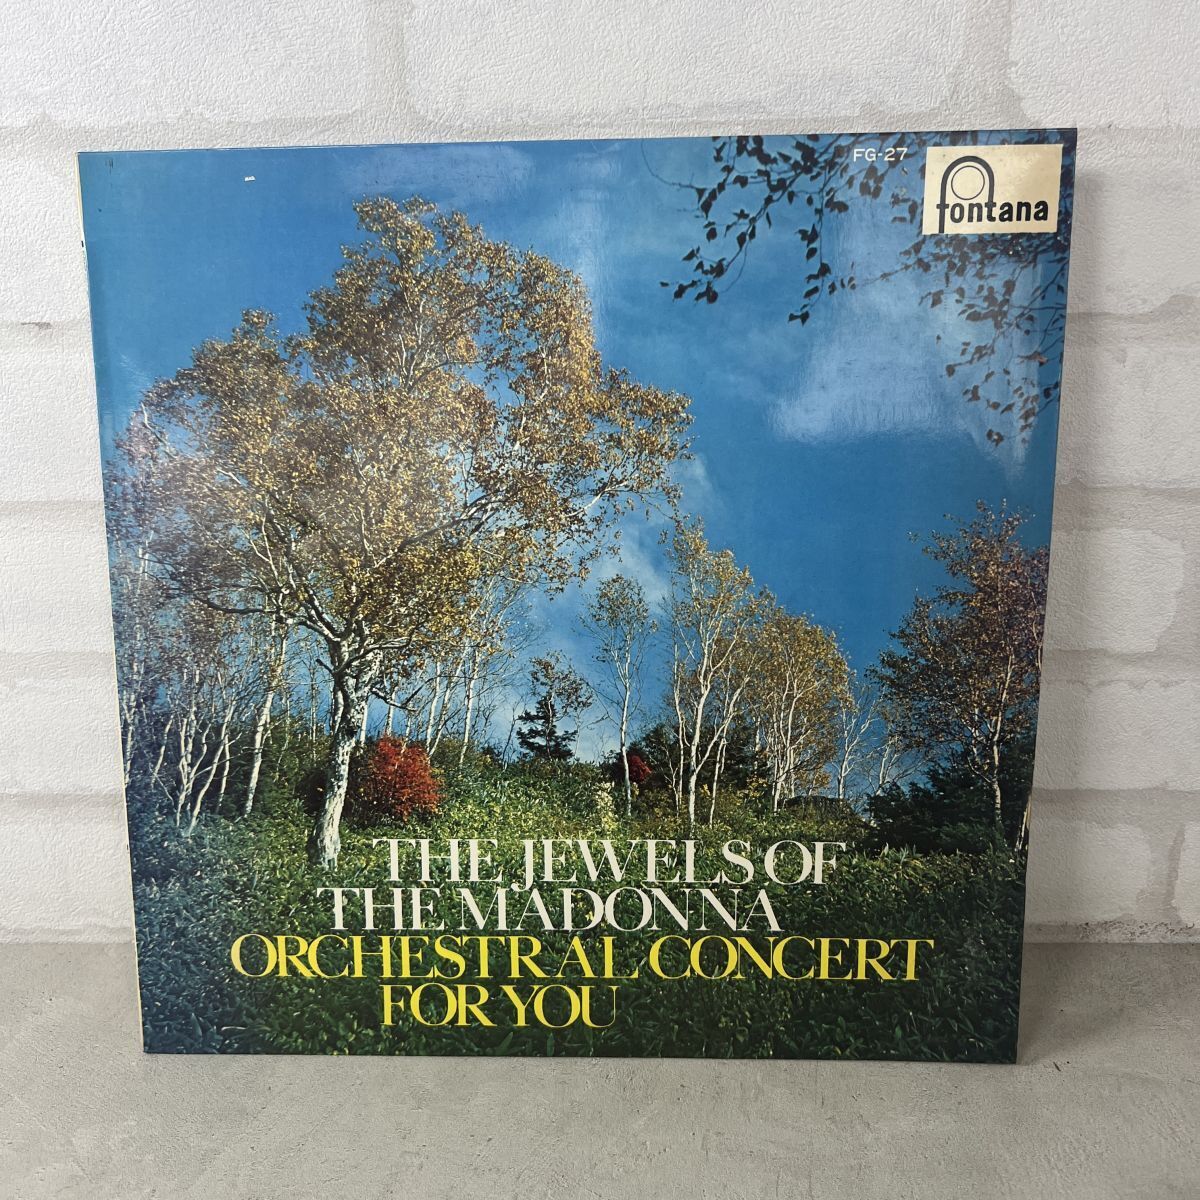 FG-27
fontana
THE JEWELS OF
THE MADONNA
ORCHESTRAL CONCERT
FOR YOU